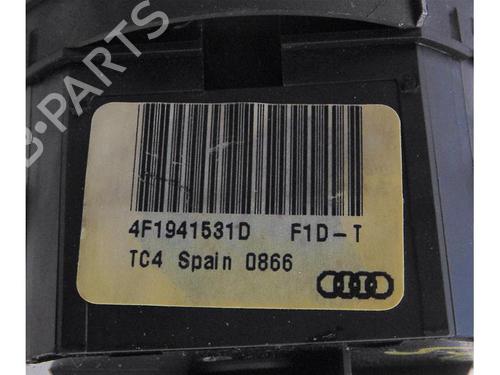 B-PARTS
4F1941531D F1D-T
TC4 Spain 0866